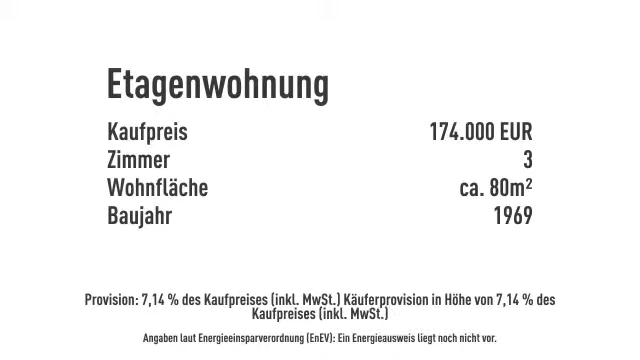 Etagenwohnung
Kaufpreis 174.000 EUR
Zimmer 3
Wohnfläche ca. 80m²
Baujahr 1969
Provision: 7,14 % des Kaufpreises (inkl. MwSt.) Käuferprovision in Höhe von 7,14 % des
Kaufpreises (inkl. MwSt.)
Angaben laut Energieeinsparverordnung (EnEV): Ein Energieausweis liegt noch nicht vor.